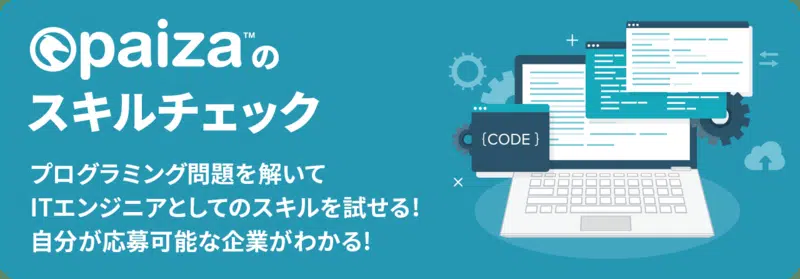 paiza™の
スキルチェック
プログラミング問題を解いて
ITエンジニアとしてのスキルを試せる!
自分が応募可能な企業がわかる!
{CODE }